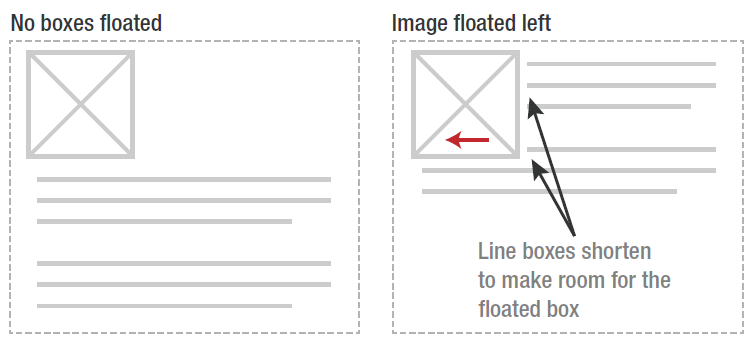 No boxes floated
Image floated left
Line boxes shorten
to make room for the
floated box